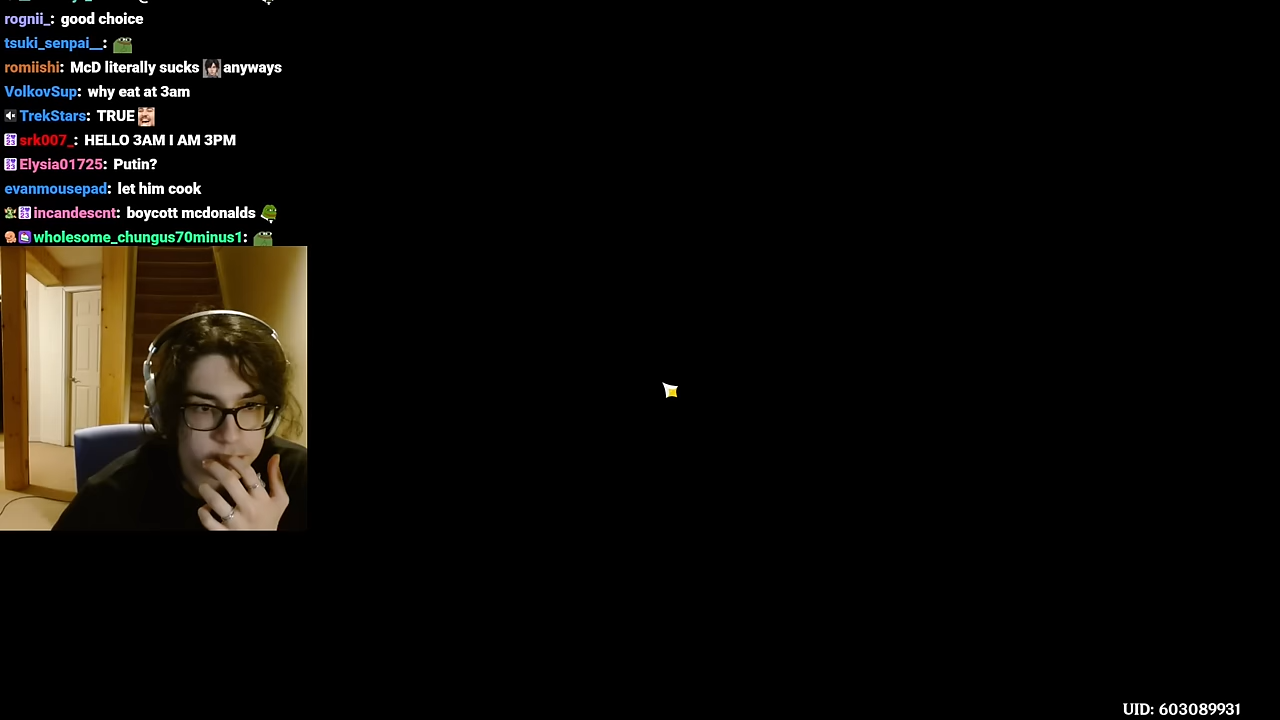 rognii_: good choice
tsuki_senpai__:
romiishi: McD literally sucks anyways
VolkovSup: why eat at 3am
TrekStars: TRUE
srk007_: HELLO 3AM I AM 3PM
Elysia01725: Putin?
evanmousepad: let him cook
incandescnt: boycott mcdonalds
wholesome_chungus70minus1:
UID: 603089931